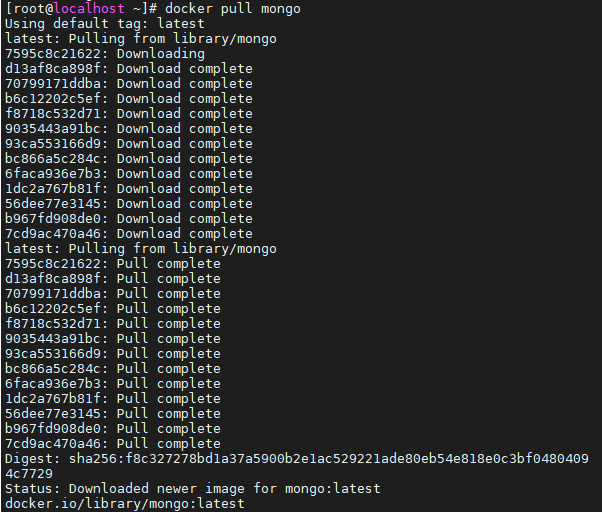 [root@localhost ~]# docker pull mongo
Using default tag: latest
latest: Pulling from library/mongo
7595c8c21622: Downloading
d13af8ca898f: Download complete
70799171ddba: Download complete
b6c12202c5ef: Download complete
f8718c532d71: Download complete
9035443a91bc: Download complete
93ca553166d9: Download complete
bc866a5c284c: Download complete
6faca936e7b3: Download complete
1dc2a767b81f: Download complete
56dee77e3145: Download complete
b967fd908de0: Download complete
7cd9ac470a46: Download complete
latest: Pulling from library/mongo
7595c8c21622: Pull complete
d13af8ca898f: Pull complete
70799171ddba: Pull complete
b6c12202c5ef: Pull complete
f8718c532d71: Pull complete
9035443a91bc: Pull complete
93ca553166d9: Pull complete
bc866a5c284c: Pull complete
6faca936e7b3: Pull complete
1dc2a767b81f: Pull complete
56dee77e3145: Pull complete
b967fd908de0: Pull complete
7cd9ac470a46: Pull complete
Digest: sha256:f8c327278bd1a37a5900b2e1ac529221ade80eb54e818e0c3bf0480409
4c7729
Status: Downloaded newer image for mongo:latest
docker.io/library/mongo:latest